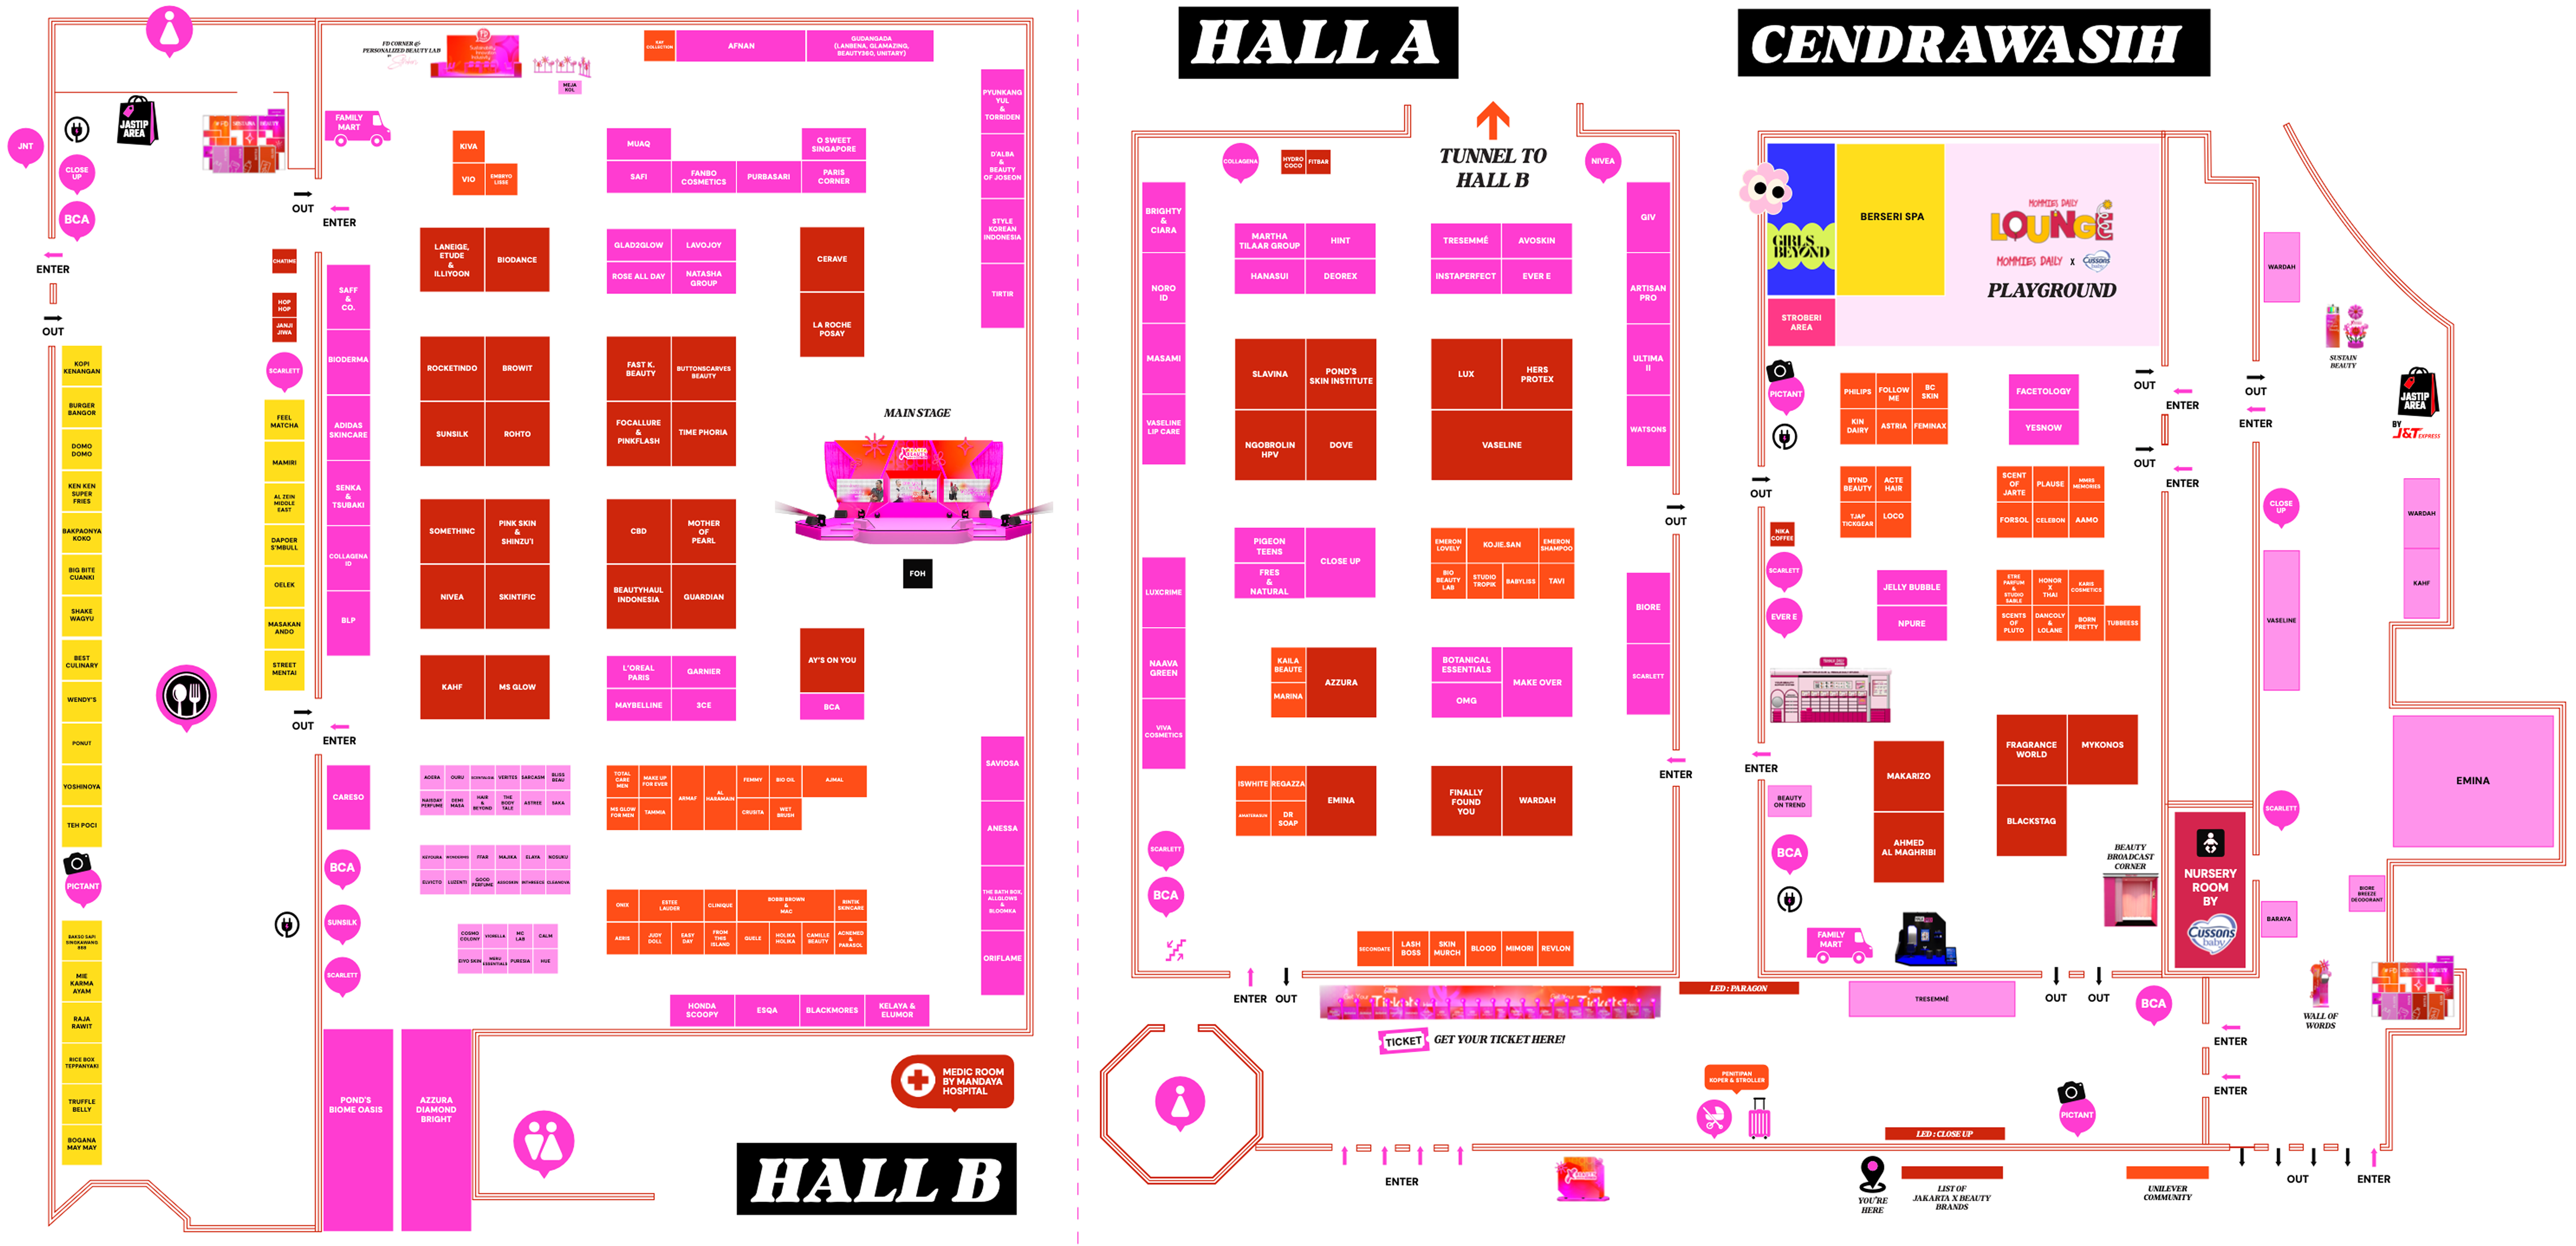 HALL A
CENDRAWASIH
HALL B
FD CORNER &
PERSONALIZED BEAUTY LAB
BY
MEJA
KOL
RAY
COLLECTION
AFNAN
GUDANGADA
(LANBENA, GLAMAZING,
BEAUTY360, UNITARY)
JNT
CLOSE
UP
BCA
JASTIP
AREA
FAMILY
MART
OUT
ENTER
ENTER
OUT
KIVA
VIO
EMBRYO
LISSE
MUAQ
O SWEET
SINGAPORE
SAFI
FANBO
COSMETICS
PURBASARI
PARIS
CORNER
PYUNKANG
YUL
&
TORRIDEN
D'ALBA
&
BEAUTY
OF JOSEON
STYLE
KOREAN
INDONESIA
TIRTIR
CHATIME
HOP
HOP
JANJI
JIWA
SCARLETT
SAFF
&
CO.
BIODERMA
ADIDAS
SKINCARE
SENKA
&
TSUBAKI
COLLAGENA
ID
BLP
LANEIGE,
ETUDE
&
ILLIYOON
BIODANCE
GLAD2GLOW
LAVOJOY
ROSE ALL DAY
NATASHA
GROUP
CERAVE
LA ROCHE
POSAY
ROCKETINDO
BROWIT
SUNSILK
ROHTO
FAST K.
BEAUTY
BUTTONSCARVES
BEAUTY
FOCALLURE
&
PINKFLASH
TIME PHORIA
MAIN STAGE
FOH
SOMETHINC
PINK SKIN
&
SHINZU'I
NIVEA
SKINTIFIC
CBD
MOTHER
OF
PEARL
BEAUTYHAUL
INDONESIA
GUARDIAN
KAHF
MS GLOW
L'OREAL
PARIS
GARNIER
MAYBELLINE
3CE
AY'S ON YOU
BCA
KOPI
KENANGAN
BURGER
BANGOR
DOMO
DOMO
KEN KEN
SUPER
FRIES
BAKPAONYA
KOKO
BIG BITE
CUANKI
SHAKE
WAGYU
BEST
CULINARY
WENDY'S
PONUT
YOSHINOYA
TEH POCI
PICTANT
BAKSO SAPI
SINGKAWANG
888
MIE
KARMA
AYAM
RAJA
RAWIT
RICE BOX
TEPPANYAKI
TRUFFLE
BELLY
BOGANA
MAY MAY
FEEL
MATCHA
MAMIRI
AL ZEIN
MIDDLE
EAST
DAPOER
S'MBULL
OELEK
MASAKAN
ANDO
STREET
MENTAI
OUT
ENTER
CARESO
BCA
SUNSILK
SCARLETT
AOERA
OURU
VERITES
SARCASM
BLISS
BEAU
NAISDAY
PERFUME
DEMI
MASA
HAIR
&
BEYOND
THE
BODY
TALE
ASTREE
SAKA
KEYOURA
FFAR
MAJIKA
ELAYA
NOSUKU
ELVICTO
LUZENTI
GOOD
PERFUME
COSMO
COLONY
MC
LAB
CALM
EIYO SKIN
MERU
ESSENTIALS
PURESIA
HUE
TOTAL
CARE
MEN
MAKE UP
FOR EVER
ARMAF
AL
HARAMAIN
FEMMY
BIO OIL
AJMAL
MS GLOW
FOR MEN
TAMMIA
CRUSITA
WET
BRUSH
ONIX
ESTEE
LAUDER
CLINIQUE
BOBBI BROWN
&
MAC
RINTIK
SKINCARE
AERIS
JUDY
DOLL
EASY
DAY
FROM
THIS
ISLAND
GUELE
HOLIKA
HOLIKA
CAMILLE
BEAUTY
ACNEMED
&
PARASOL
SAVIOSA
ANESSA
THE BATH BOX,
ALLGLOWS
&
BLOOMKA
ORIFLAME
HONDA
SCOOPY
ESQA
BLACKMORES
KELAYA &
ELUMOR
POND'S
BIOME OASIS
AZZURA
DIAMOND
BRIGHT
MEDIC ROOM
BY MANDAYA
HOSPITAL
TUNNEL TO
HALL B
COLLAGENA
HYDRO
COCO
FITBAR
NIVEA
BRIGHTY
&
CIARA
NORO
ID
MASAMI
VASELINE
LIP CARE
MARTHA
TILAAR GROUP
HINT
HANASUI
DEOREX
TRESEMMÉ
AVOSKIN
INSTAPERFECT
EVER E
GIV
ARTISAN
PRO
ULTIMA
II
WATSONS
SLAVINA
POND'S
SKIN INSTITUTE
NGOBROLIN
HPV
DOVE
LUX
HERS
PROTEX
VASELINE
OUT
LUXCRIME
NAAVA
GREEN
VIVA
COSMETICS
PIGEON
TEENS
FRES
&
NATURAL
CLOSE UP
EMERON
LOVELY
KOJIE.SAN
EMERON
SHAMPOO
BIO
BEAUTY
LAB
STUDIO
TROPIK
BABYLISS
TAVI
BIORE
SCARLETT
KAILA
BEAUTE
MARINA
AZZURA
BOTANICAL
ESSENTIALS
OMG
MAKE OVER
ENTER
ISWHITE
REGAZZA
AMATERASUN
DR
SOAP
EMINA
FINALLY
FOUND
YOU
WARDAH
SCARLETT
BCA
SECONDATE
LASH
BOSS
SKIN
MURCH
BLOOD
MIMORI
REVLON
ENTER
OUT
TICKET
GET YOUR TICKET HERE!
LED : PARAGON
PENITIPAN
KOPER & STROLLER
ENTER
LED : CLOSE UP
YOU'RE
HERE
LIST OF
JAKARTA X BEAUTY
BRANDS
UNILEVER
COMMUNITY
GIRLS
BEYOND
BERSERI SPA
MOMMIES DAILY
LOUNGE
MOMMIES DAILY X Cussons
baby
PLAYGROUND
STROBERI
AREA
PICTANT
OUT
NIKA
COFFEE
SCARLETT
EVER E
PHILIPS
FOLLOW
ME
BC
SKIN
KIN
DAIRY
ASTRIA
FEMINAX
FACETOLOGY
YESNOW
BYND
BEAUTY
ACTE
HAIR
TJAP
TICKGEAR
LOCO
SCENT
OF
JARTE
PLAUSE
MMRS
MEMORIES
FORSOL
CELEBON
AAMO
JELLY BUBBLE
NPURE
ETRE
PARFUM
&
STUDIO
SABLE
HONOR
X
THAI
KARIS
COSMETICS
SCENTS
OF
PLUTO
DANCOLY
&
LOLANE
BORN
PRETTY
TUBBEESS
ENTER
BEAUTY
ON TREND
BCA
FAMILY
MART
MAKARIZO
AHMED
AL MAGHRIBI
FRAGRANCE
WORLD
MYKONOS
BLACKSTAG
BEAUTY
BROADCAST
CORNER
NURSERY
ROOM
BY
Cussons
baby
TRESEMMÉ
OUT
OUT
BCA
PICTANT
OUT
ENTER
OUT
ENTER
OUT
ENTER
WARDAH
SUSTAIN
BEAUTY
JASTIP
AREA
BY
J&T EXPRESS
CLOSE
UP
VASELINE
WARDAH
KAHF
EMINA
SCARLETT
BIORE
BREEZE
DEODORANT
BARAYA
WALL OF
WORDS
ENTER
ENTER
OUT
ENTER